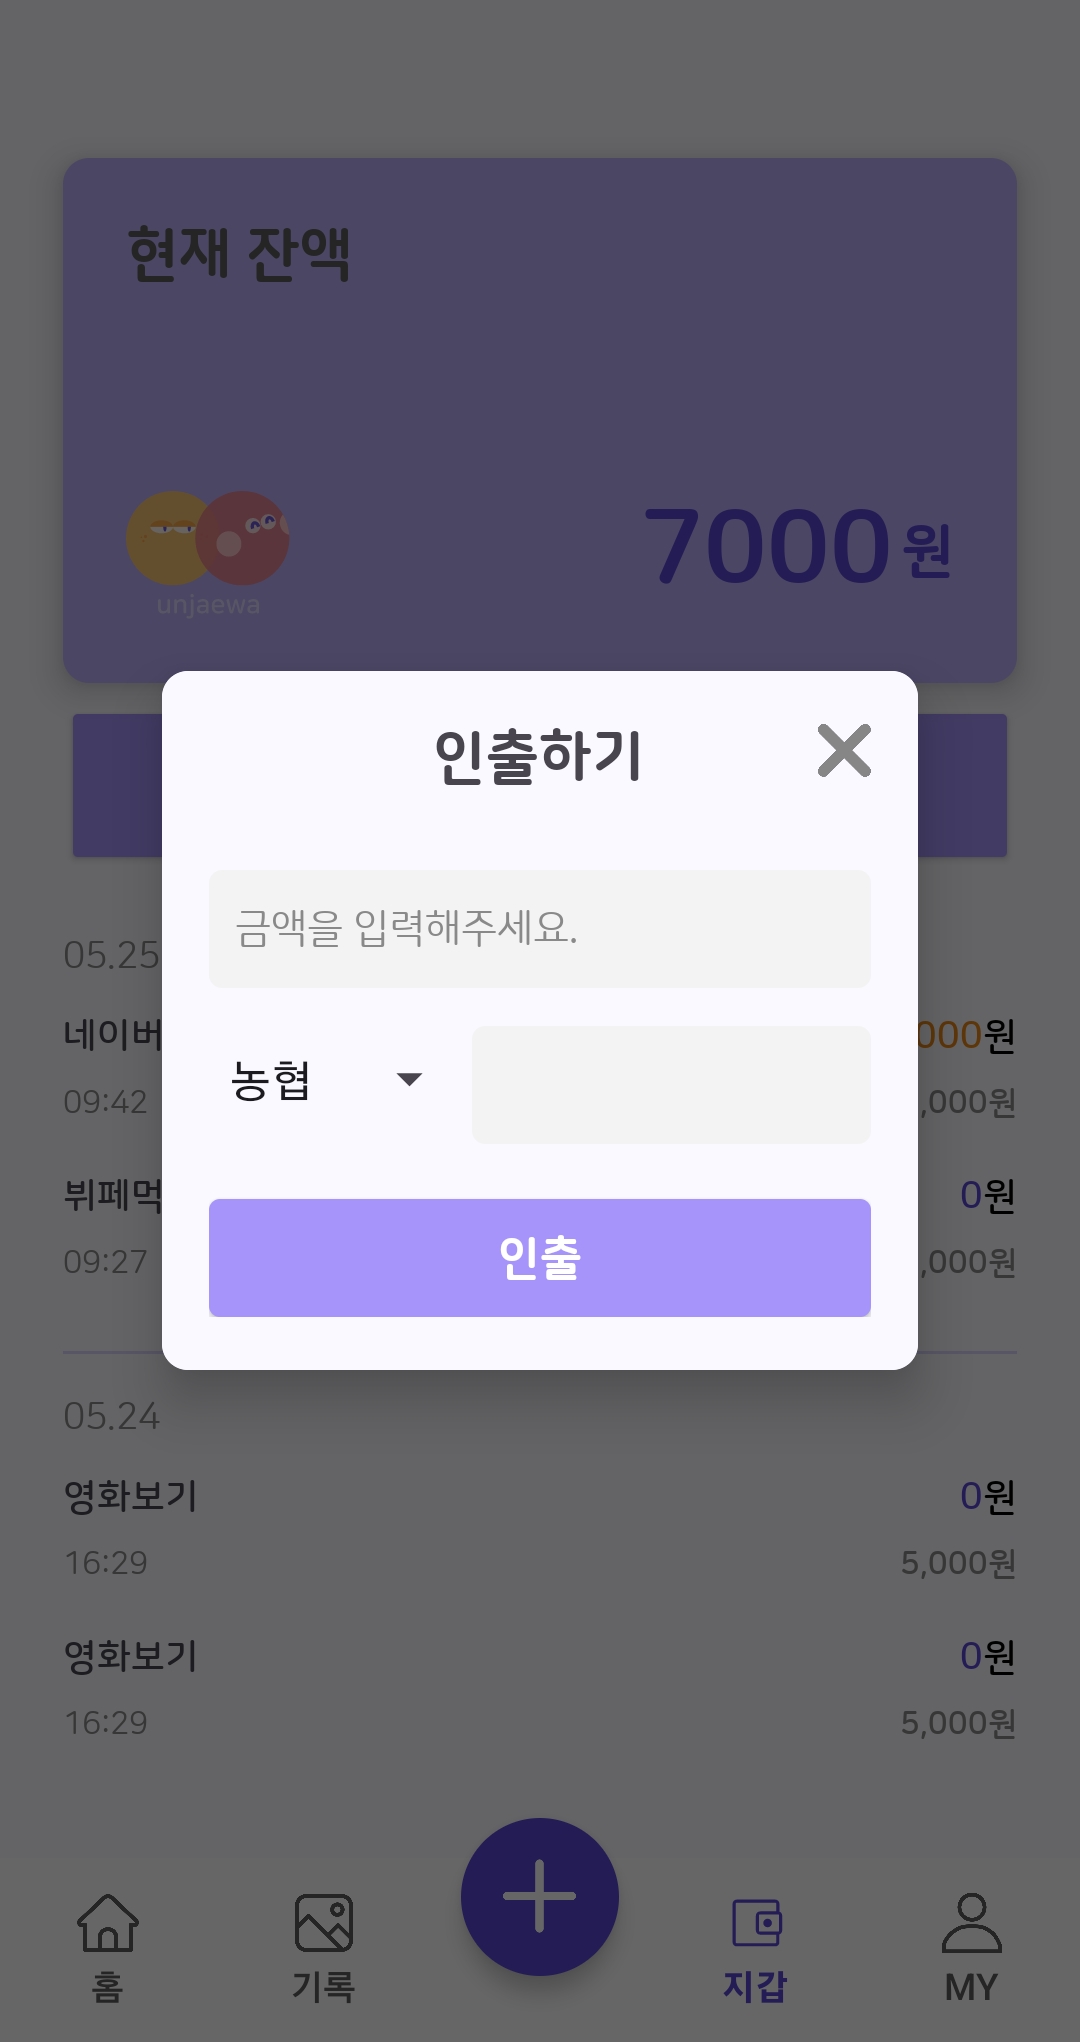 현재 잔액
7000 원
unjaewa
인출하기
금액을 입력해주세요.
농협
인출
05.25
네이버
000원
09:42
,000원
뷔페먹
0원
09:27
,000원
05.24
영화보기
0원
16:29
5,000원
영화보기
0원
16:29
5,000원
홈
기록
지갑
MY